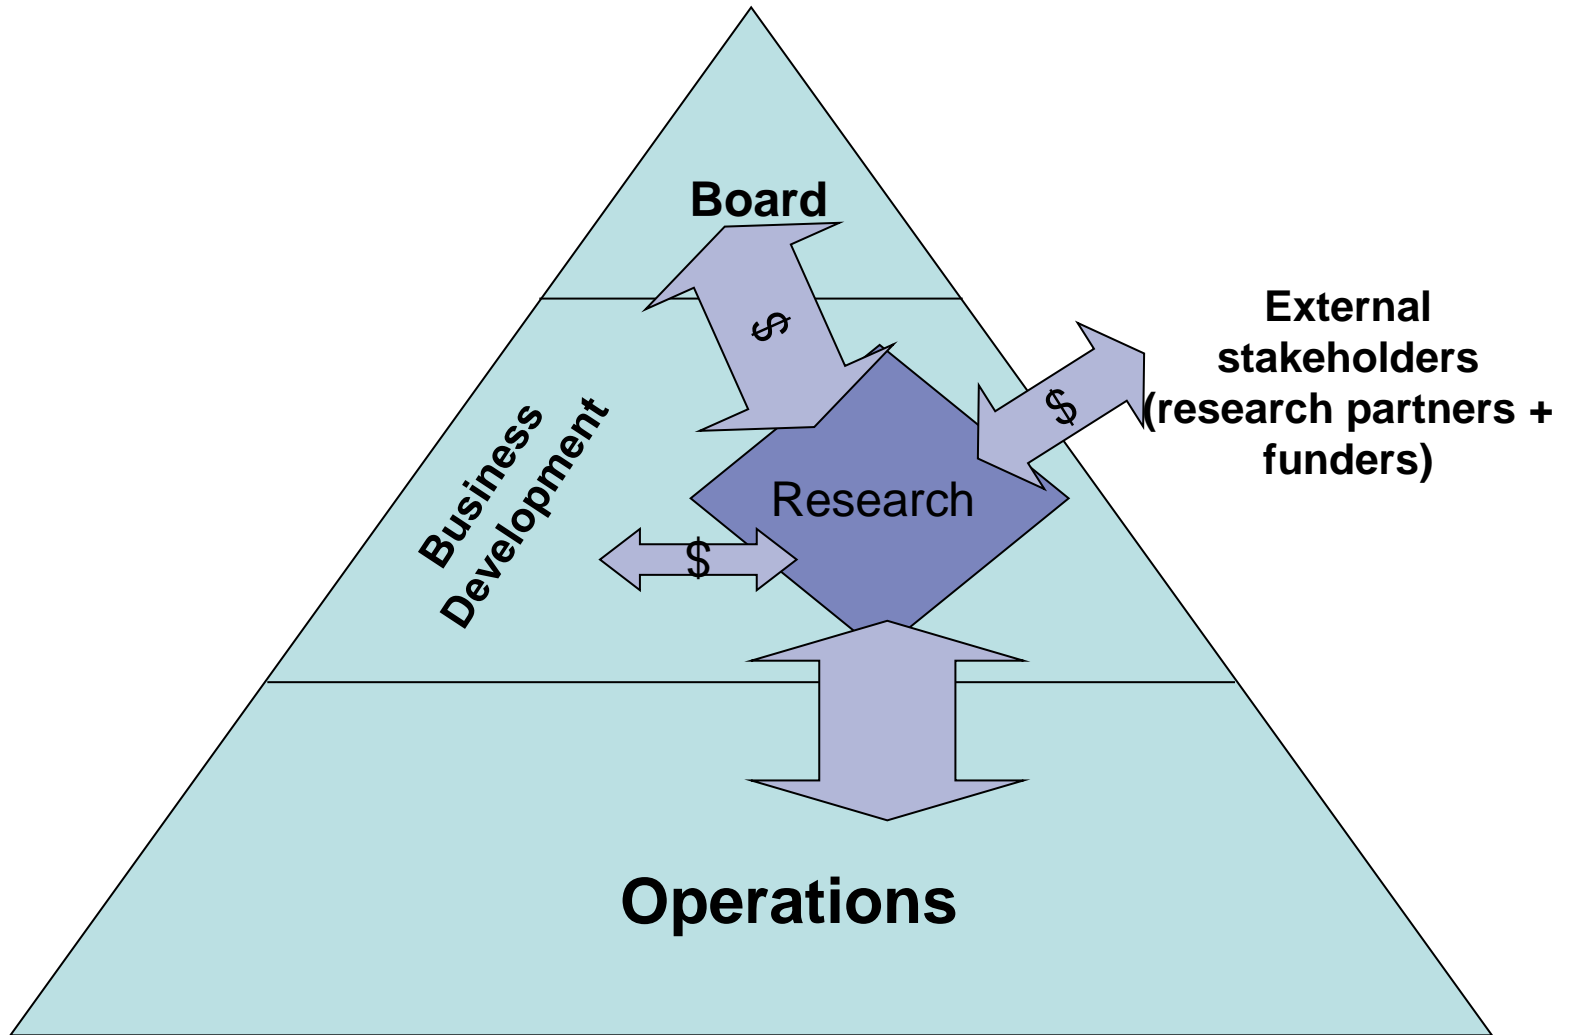 Board
$
External
stakeholders
(research partners +
funders)
$
Business
Development
Research
$
Operations